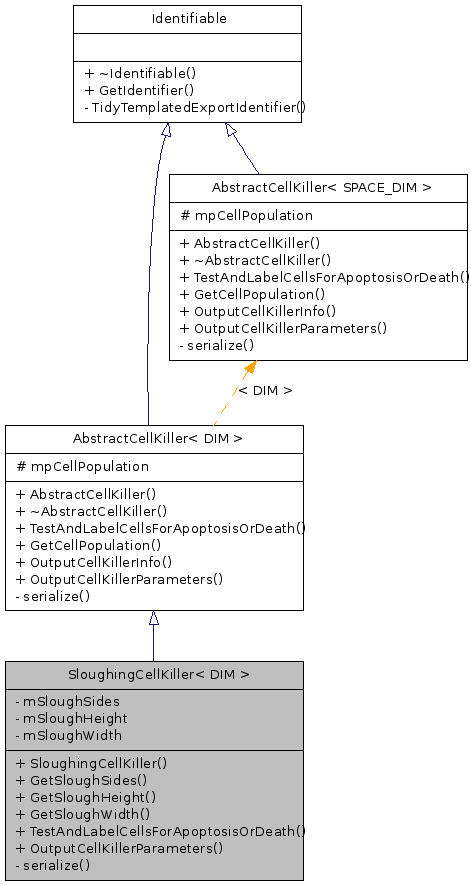 Identifiable
+ ~Identifiable()
+ GetIdentifier()
- TidyTemplatedExportIdentifier()
AbstractCellKiller< SPACE_DIM >
# mpCellPopulation
+ AbstractCellKiller()
+ ~AbstractCellKiller()
+ TestAndLabelCellsForApoptosisOrDeath()
+ GetCellPopulation()
+ OutputCellKillerInfo()
+ OutputCellKillerParameters()
- serialize()
< DIM >
AbstractCellKiller< DIM >
# mpCellPopulation
+ AbstractCellKiller()
+ ~AbstractCellKiller()
+ TestAndLabelCellsForApoptosisOrDeath()
+ GetCellPopulation()
+ OutputCellKillerInfo()
+ OutputCellKillerParameters()
- serialize()
SloughingCellKiller< DIM >
- mSloughSides
- mSloughHeight
- mSloughWidth
+ SloughingCellKiller()
+ GetSloughSides()
+ GetSloughHeight()
+ GetSloughWidth()
+ TestAndLabelCellsForApoptosisOrDeath()
+ OutputCellKillerParameters()
- serialize()